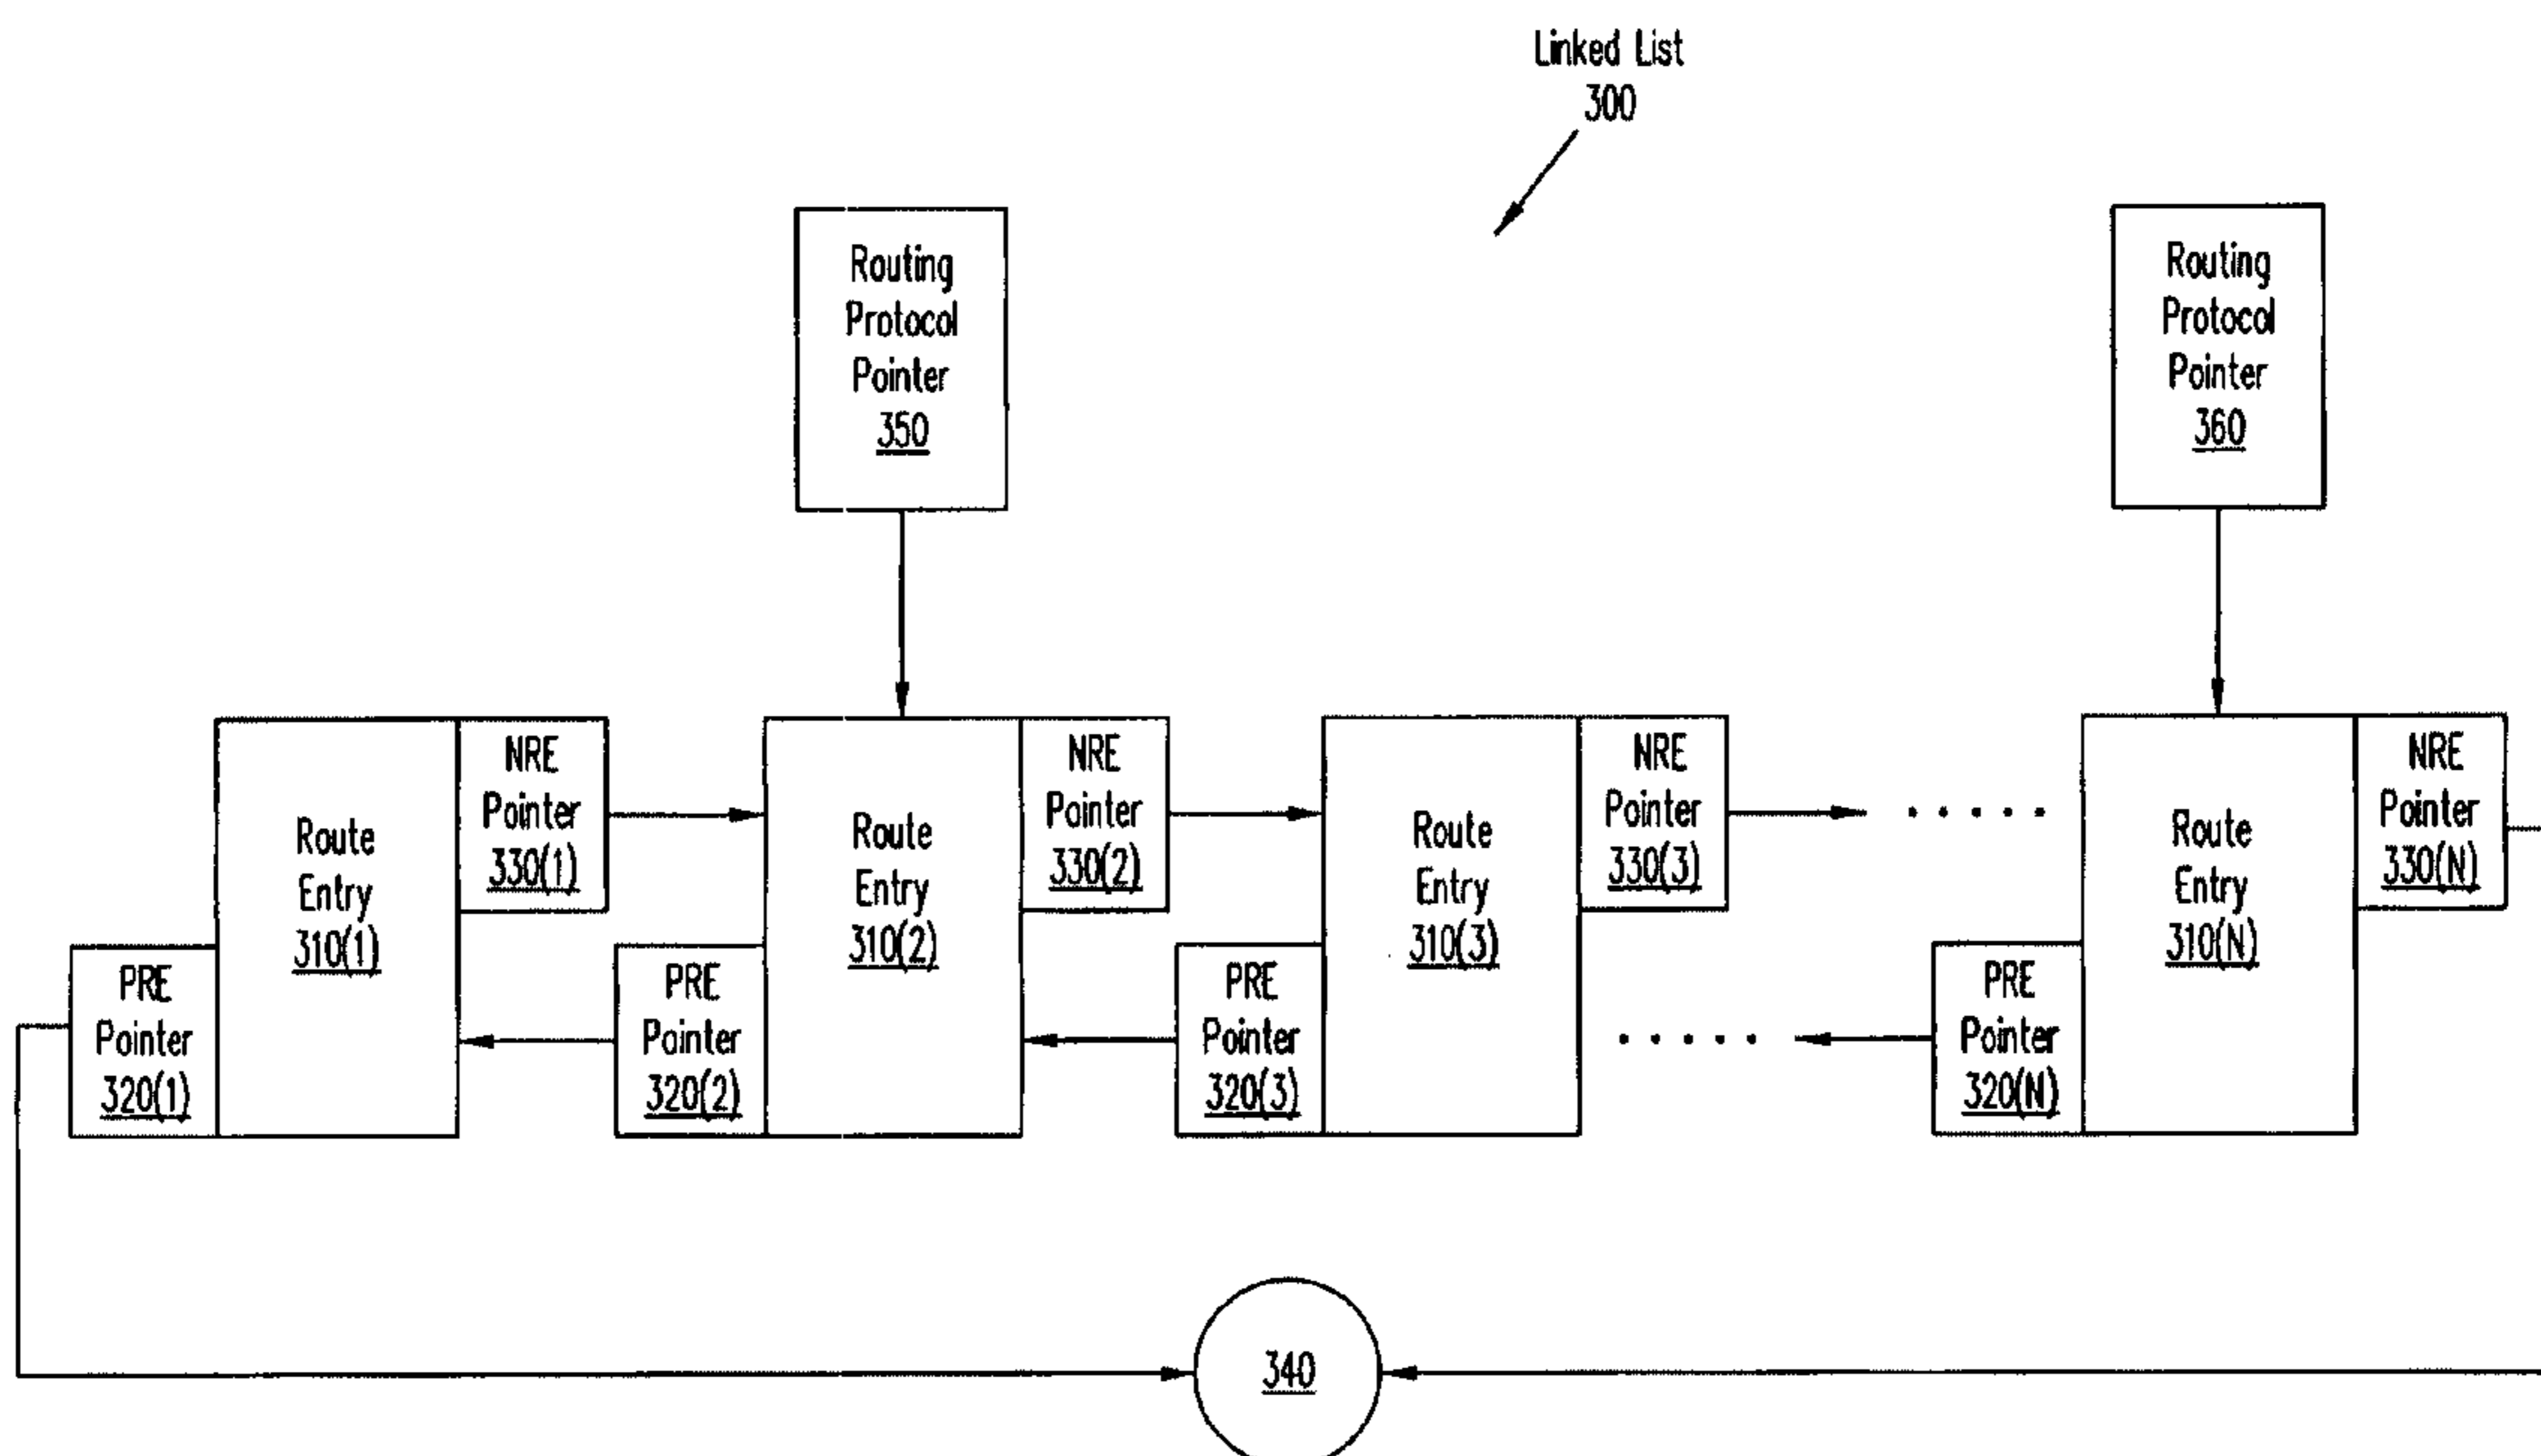 Linked List
300
Routing
Protocol
Pointer
350
Routing
Protocol
Pointer
360
Route
Entry
310(1)
NRE
Pointer
330(1)
PRE
Pointer
320(1)
Route
Entry
310(2)
NRE
Pointer
330(2)
PRE
Pointer
320(2)
Route
Entry
310(3)
NRE
Pointer
330(3)
PRE
Pointer
320(3)
Route
Entry
310(N)
NRE
Pointer
330(N)
PRE
Pointer
320(N)
340